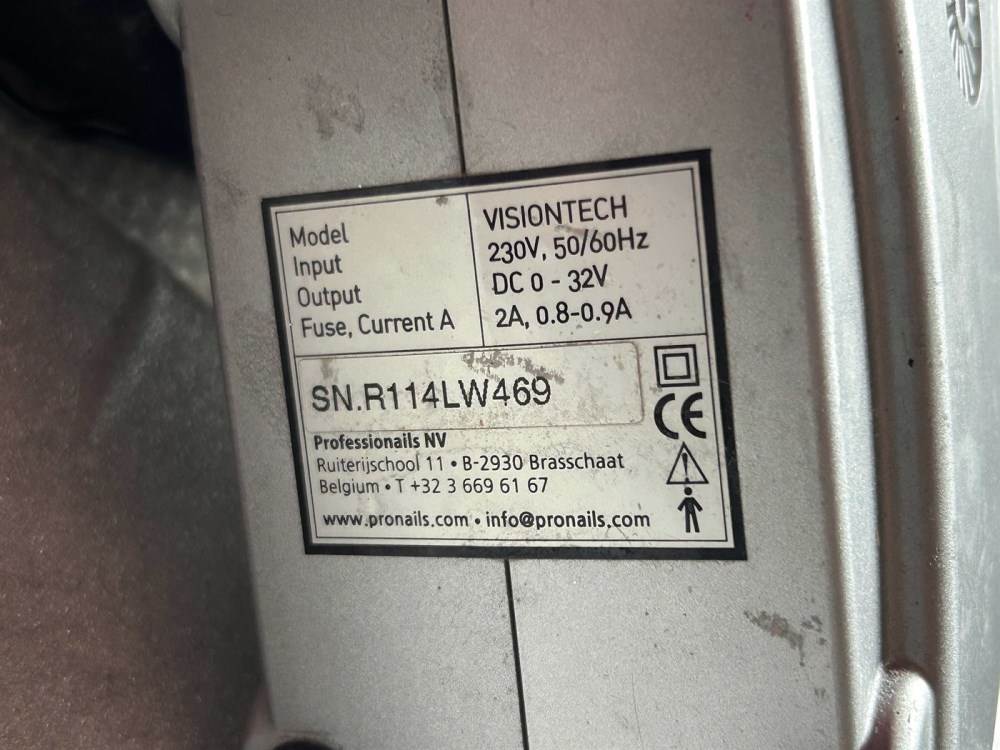 Model VISIONTECH
Input 230V, 50/60Hz
Output DC 0 - 32V
Fuse, Current A 2A, 0.8-0.9A
SN.R114LW469
CE
Professionails NV
Ruiterijschool 11 • B-2930 Brasschaat
Belgium • T +32 3 669 61 67
www.pronails.com • info@pronails.com